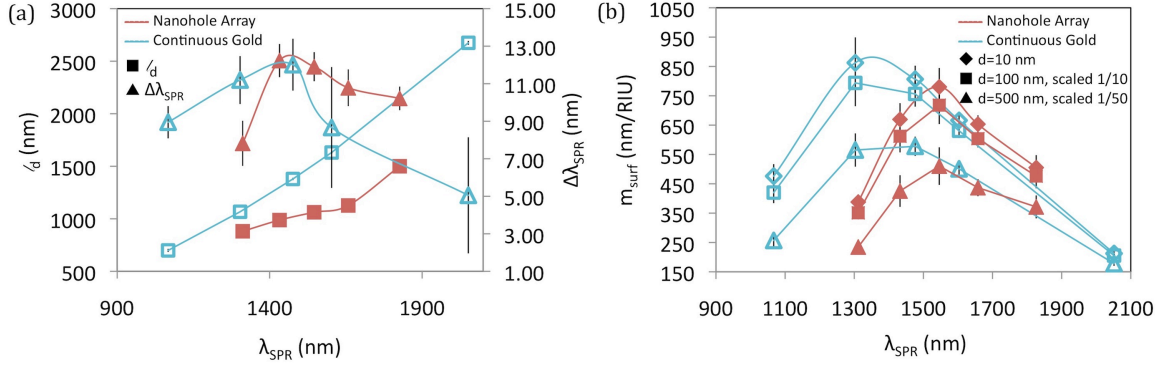 (a)
3000
2500
2000
1500
1000
500
ℓd (nm)
15.00
13.00
11.00
9.00
7.00
5.00
3.00
1.00
ΔλSPR (nm)
Nanohole Array
Continuous Gold
ℓd
ΔλSPR
900 1400 1900
λSPR (nm)
(b)
1050
950
850
750
650
550
450
350
250
150
msurf (nm/RIU)
Nanohole Array
Continuous Gold
d=10 nm
d=100 nm, scaled 1/10
d=500 nm, scaled 1/50
900 1100 1300 1500 1700 1900 2100
λSPR (nm)